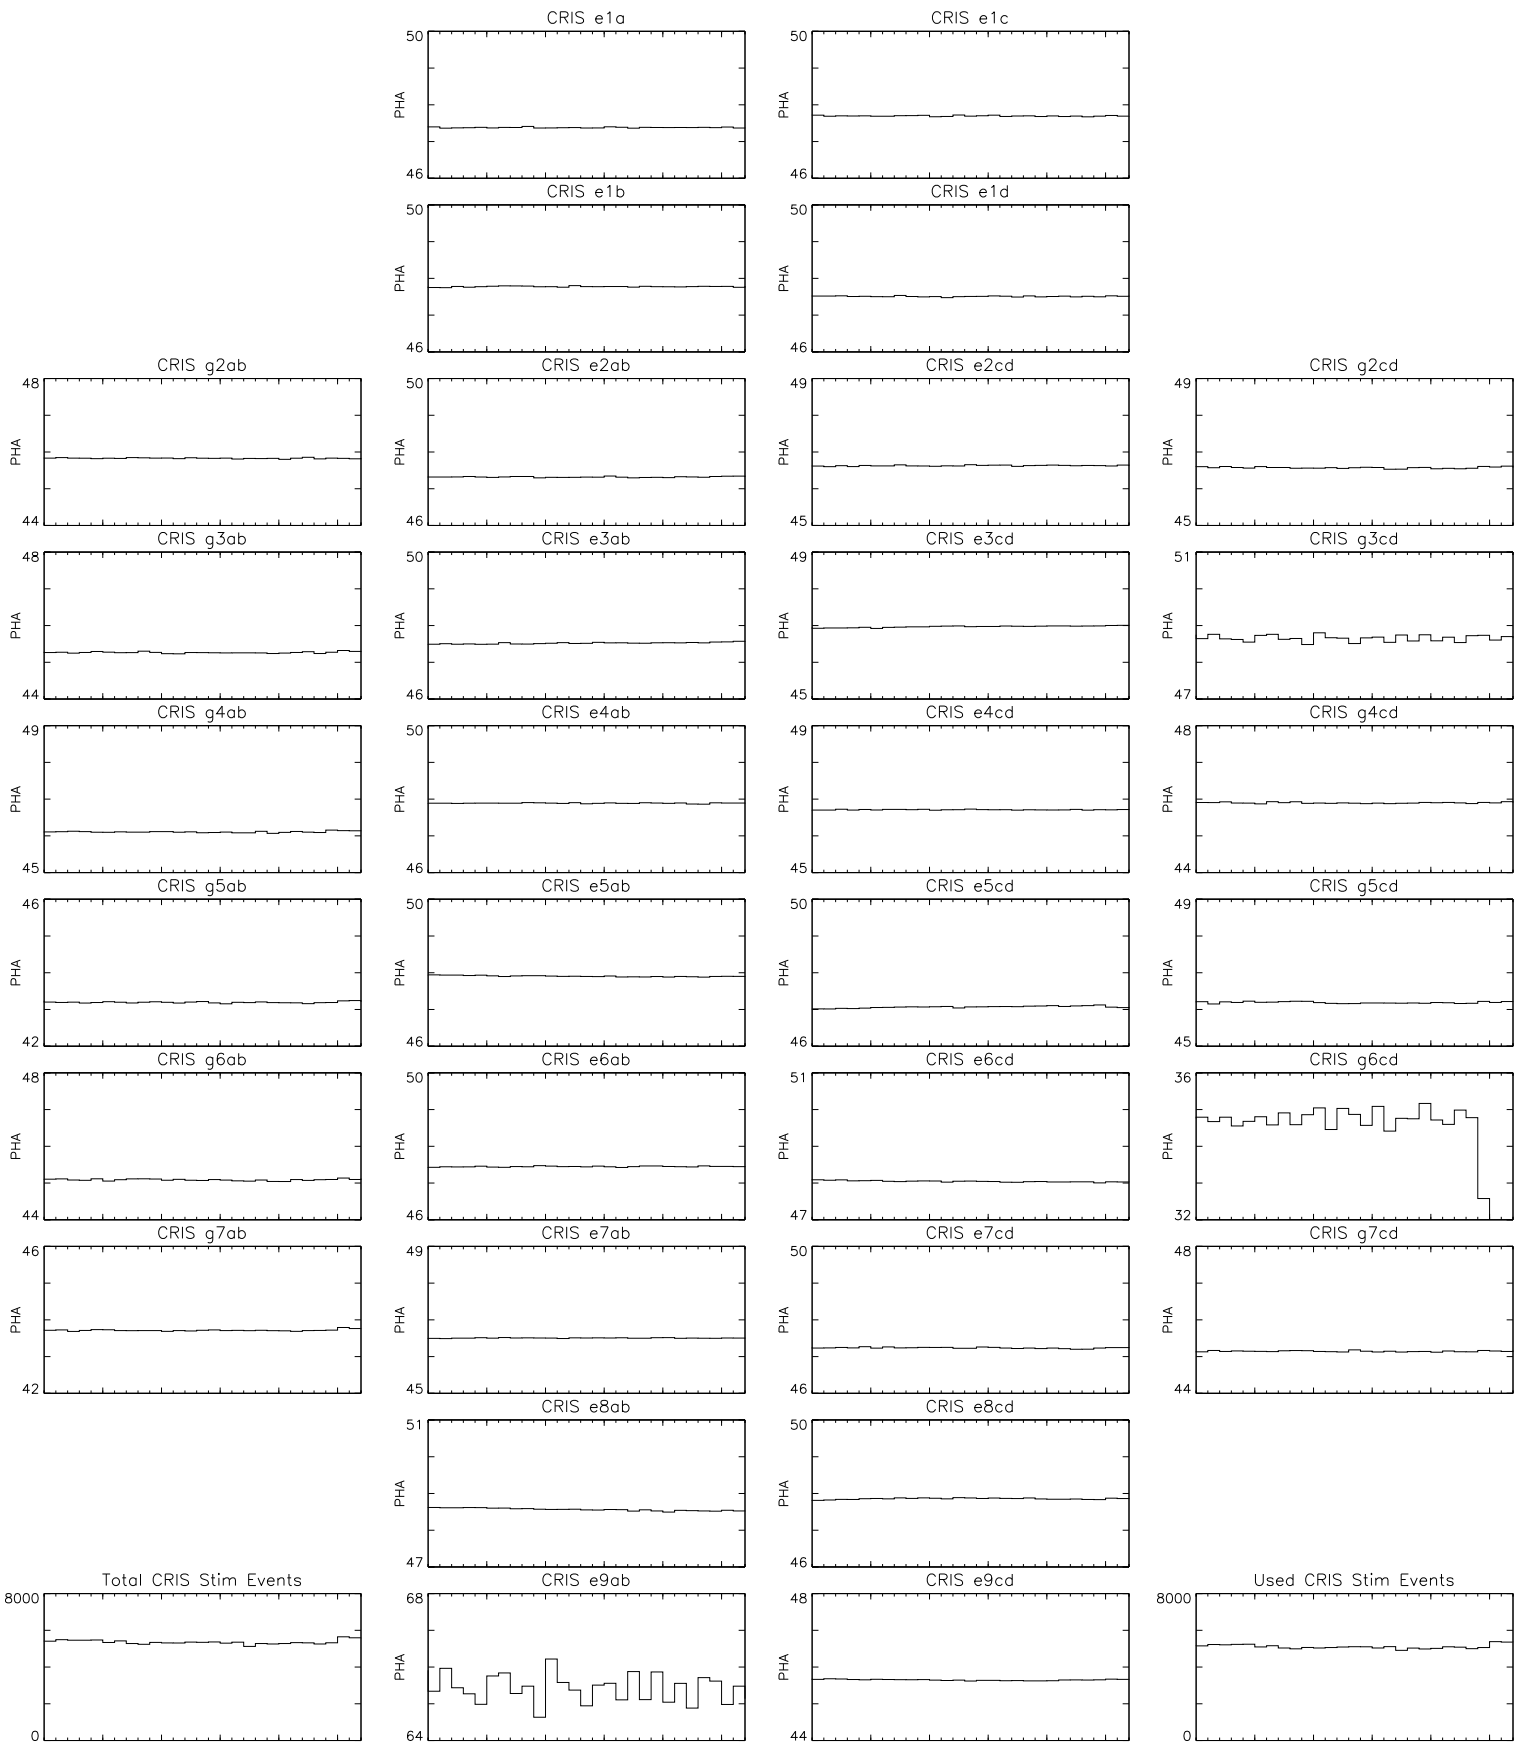 CRIS e1a
50
PHA
46
CRIS e1c
50
PHA
46
CRIS e1b
50
PHA
46
CRIS e1d
50
PHA
46
CRIS g2ab
48
PHA
44
CRIS e2ab
50
PHA
46
CRIS e2cd
49
PHA
45
CRIS g2cd
49
PHA
45
CRIS g3ab
48
PHA
44
CRIS e3ab
50
PHA
46
CRIS e3cd
49
PHA
45
CRIS g3cd
51
PHA
47
CRIS g4ab
49
PHA
45
CRIS e4ab
50
PHA
46
CRIS e4cd
49
PHA
45
CRIS g4cd
48
PHA
44
CRIS g5ab
46
PHA
42
CRIS e5ab
50
PHA
46
CRIS e5cd
50
PHA
46
CRIS g5cd
49
PHA
45
CRIS g6ab
48
PHA
44
CRIS e6ab
50
PHA
46
CRIS e6cd
51
PHA
47
CRIS g6cd
36
PHA
32
CRIS g7ab
46
PHA
42
CRIS e7ab
49
PHA
45
CRIS e7cd
50
PHA
46
CRIS g7cd
48
PHA
44
CRIS e8ab
51
PHA
47
CRIS e8cd
50
PHA
46
Total CRIS Stim Events
8000
0
CRIS e9ab
68
PHA
64
CRIS e9cd
48
PHA
44
Used CRIS Stim Events
8000
0